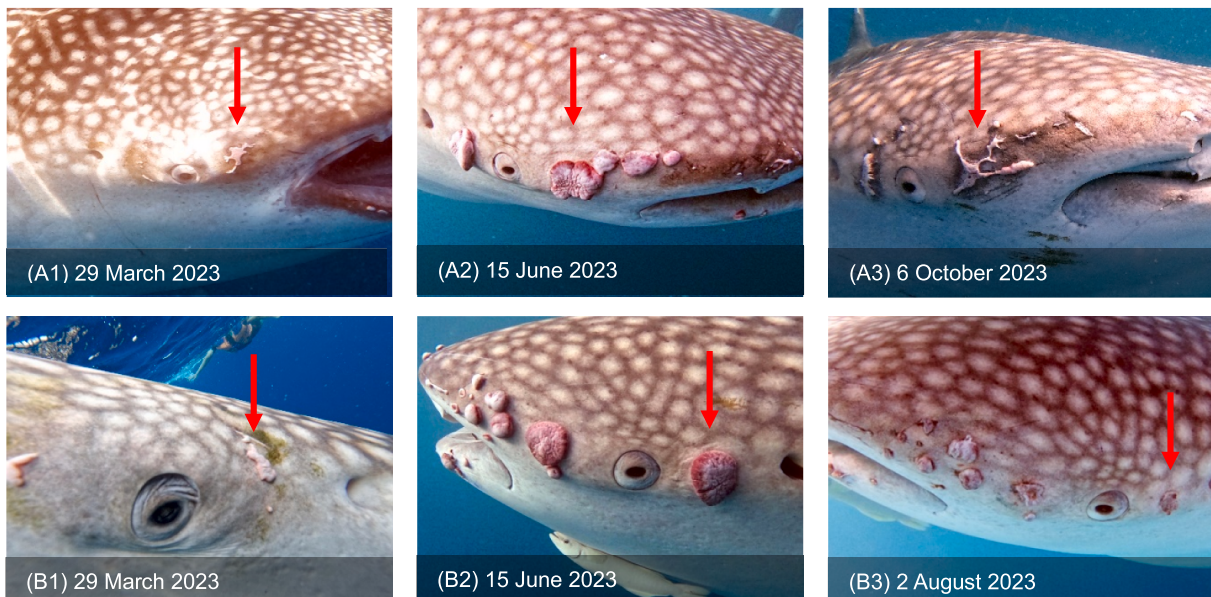 (A1) 29 March 2023
(A2) 15 June 2023
(A3) 6 October 2023
(B1) 29 March 2023
(B2) 15 June 2023
(B3) 2 August 2023